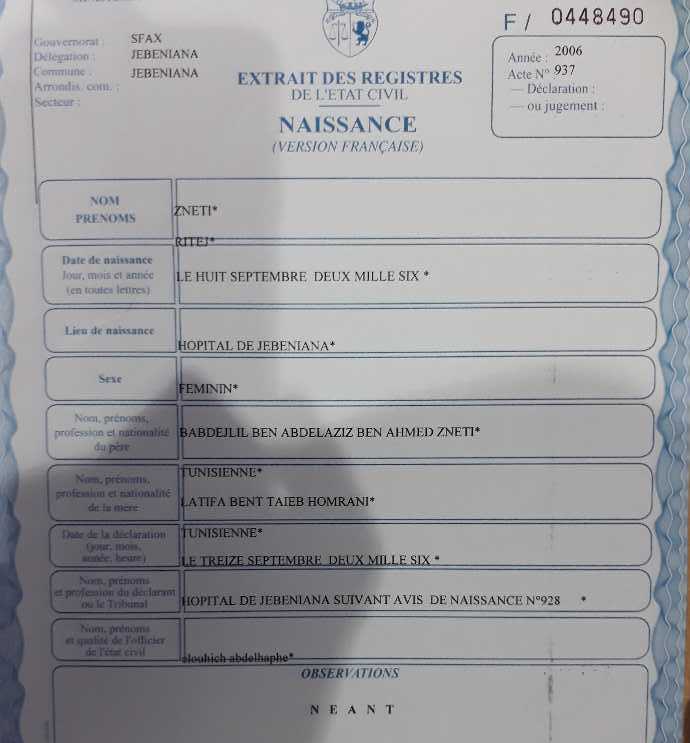 F / 0448490
Gouvernorat : SFAX
Délégation : JEBENIANA
Commune : JEBENIANA
Arrondis. com. :
Secteur :
EXTRAIT DES REGISTRES
DE L'ETAT CIVIL
NAISSANCE
(VERSION FRANÇAISE)
Année : 2006
Acte N° 937
— Déclaration :
— ou jugement :
NOM
PRENOMS
ZNETI*
RITEJ*
Date de naissance
Jour, mois et année
(en toutes lettres)
LE HUIT SEPTEMBRE DEUX MILLE SIX *
Lieu de naissance
HOPITAL DE JEBENIANA*
Sexe
FEMININ*
Nom, prénoms,
profession et nationalité
du père
BABDEJLIL BEN ABDELAZIZ BEN AHMED ZNETI*
TUNISIENNE*
Nom, prénoms,
profession et nationalité
de la mère
LATIFA BENT TAIEB HOMRANI*
TUNISIENNE*
Date de la déclaration
(jour, mois,
année, heure)
LE TREIZE SEPTEMBRE DEUX MILLE SIX *
Nom, prénoms
et profession du déclarant
ou le Tribunal
HOPITAL DE JEBENIANA SUIVANT AVIS DE NAISSANCE N°928 *
Nom, prénoms
et qualité de l'officier
de l'état civil
alouhich abdelhaphe*
OBSERVATIONS
NEANT